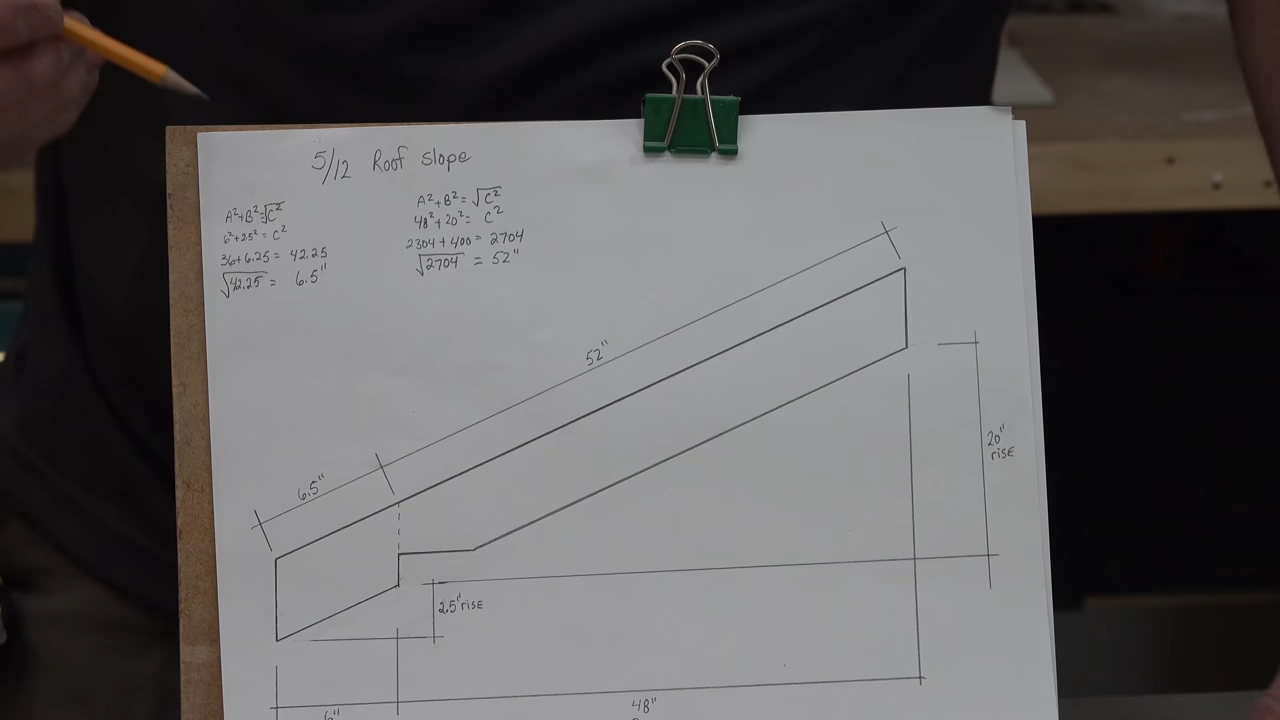 5/12 Roof slope
A²+B²=√C²
6²+2.5²=C²
36+6.25 = 42.25
√42.25 = 6.5"
A²+B²= √C²
48²+20²= C²
2304+400 = 2704
√2704 = 52"
52"
6.5"
20"
rise
2.5" rise
6"
48"